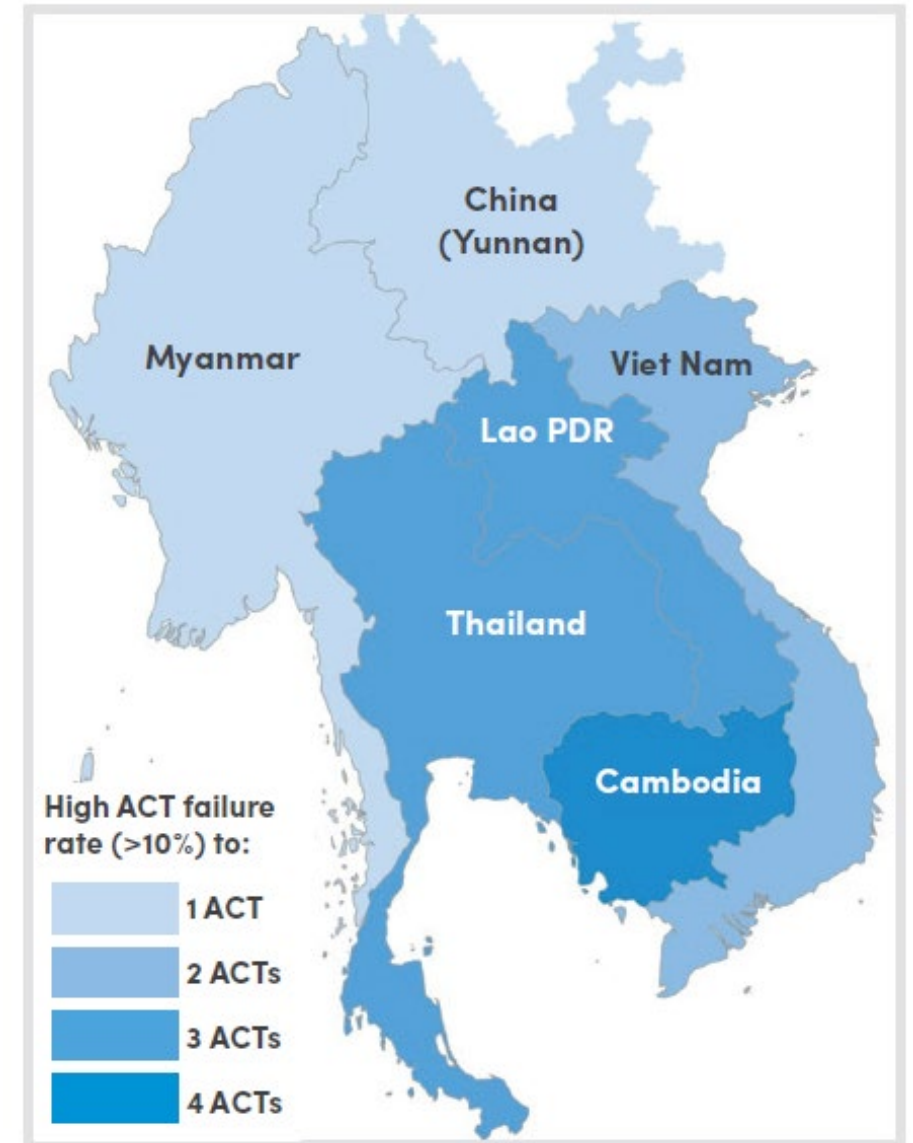 China
(Yunnan)
Myanmar
Viet Nam
Lao PDR
Thailand
Cambodia
High ACT failure
rate (>10%) to:
1 ACT
2 ACTs
3 ACTs
4 ACTs